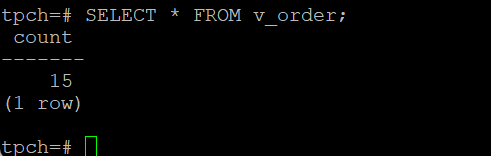 tpch=# SELECT * FROM v_order;
count
-------
15
(1 row)
tpch=#